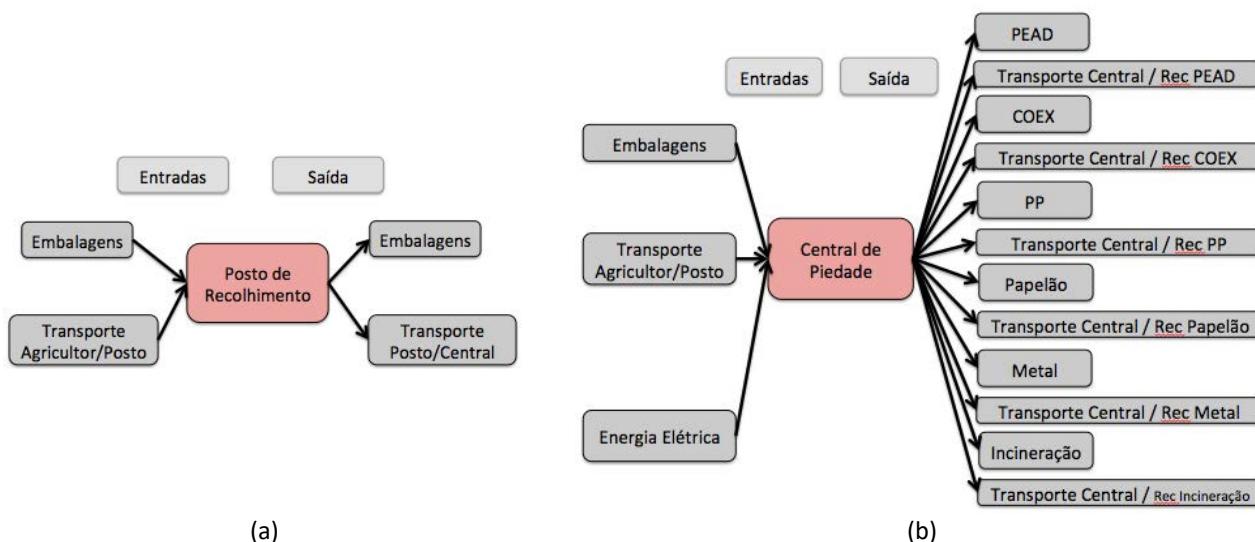 Entradas
Saída
Embalagens
Transporte
Agricultor/Posto
Posto de
Recolhimento
Embalagens
Transporte
Posto/Central
(a)
Entradas
Saída
Embalagens
Transporte
Agricultor/Posto
Energia Elétrica
Central de
Piedade
PEAD
Transporte Central / Rec PEAD
COEX
Transporte Central / Rec COEX
PP
Transporte Central / Rec PP
Papelão
Transporte Central / Rec Papelão
Metal
Transporte Central / Rec Metal
Incineração
Transporte Central / Rec Incineração
(b)